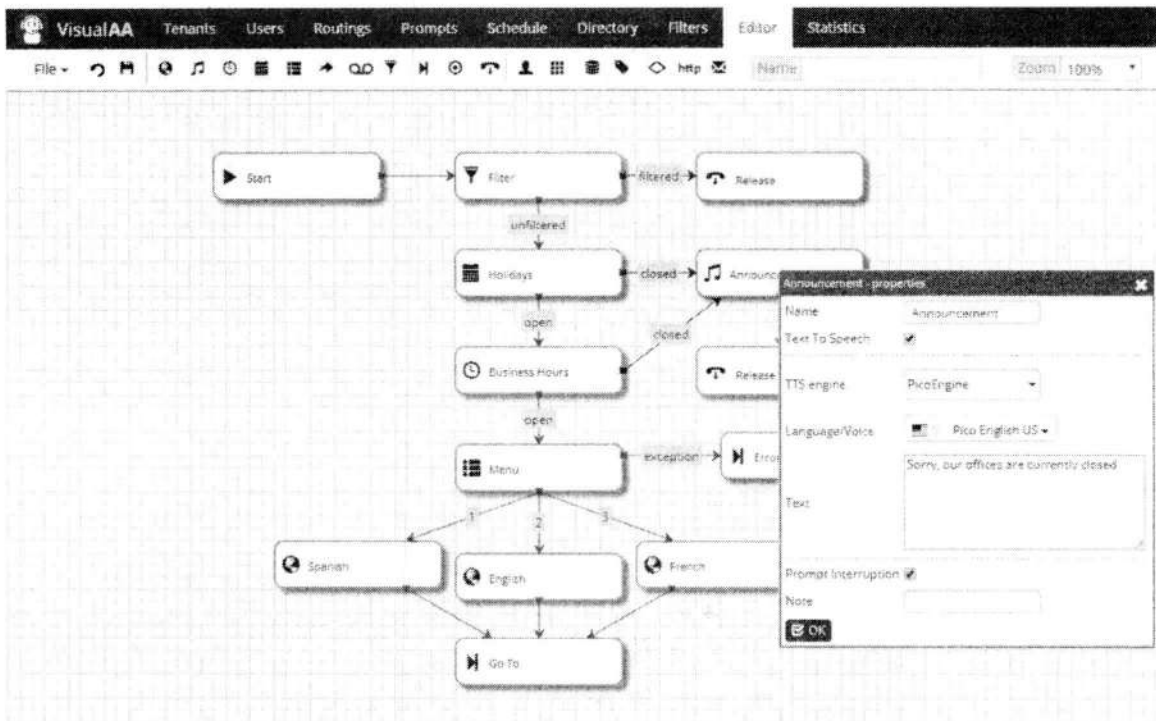 VisualAA Tenants Users Routings Prompts Schedule Directory Filters Editor Statistics
File http Name Zoom 100%
Start Filter filtered Release
unfiltered
Holidays closed Announc
Announcement - properties
Name Announcement
open
closed
Text To Speech
Business Hours Release
TTS engine PicoEngine
open
Language/Voice Pico English US
Menu exception Erro
Sorry, our offices are currently closed
Text
1 2 3
Spanish English French
Prompt Interruption
Note
OK
Go To